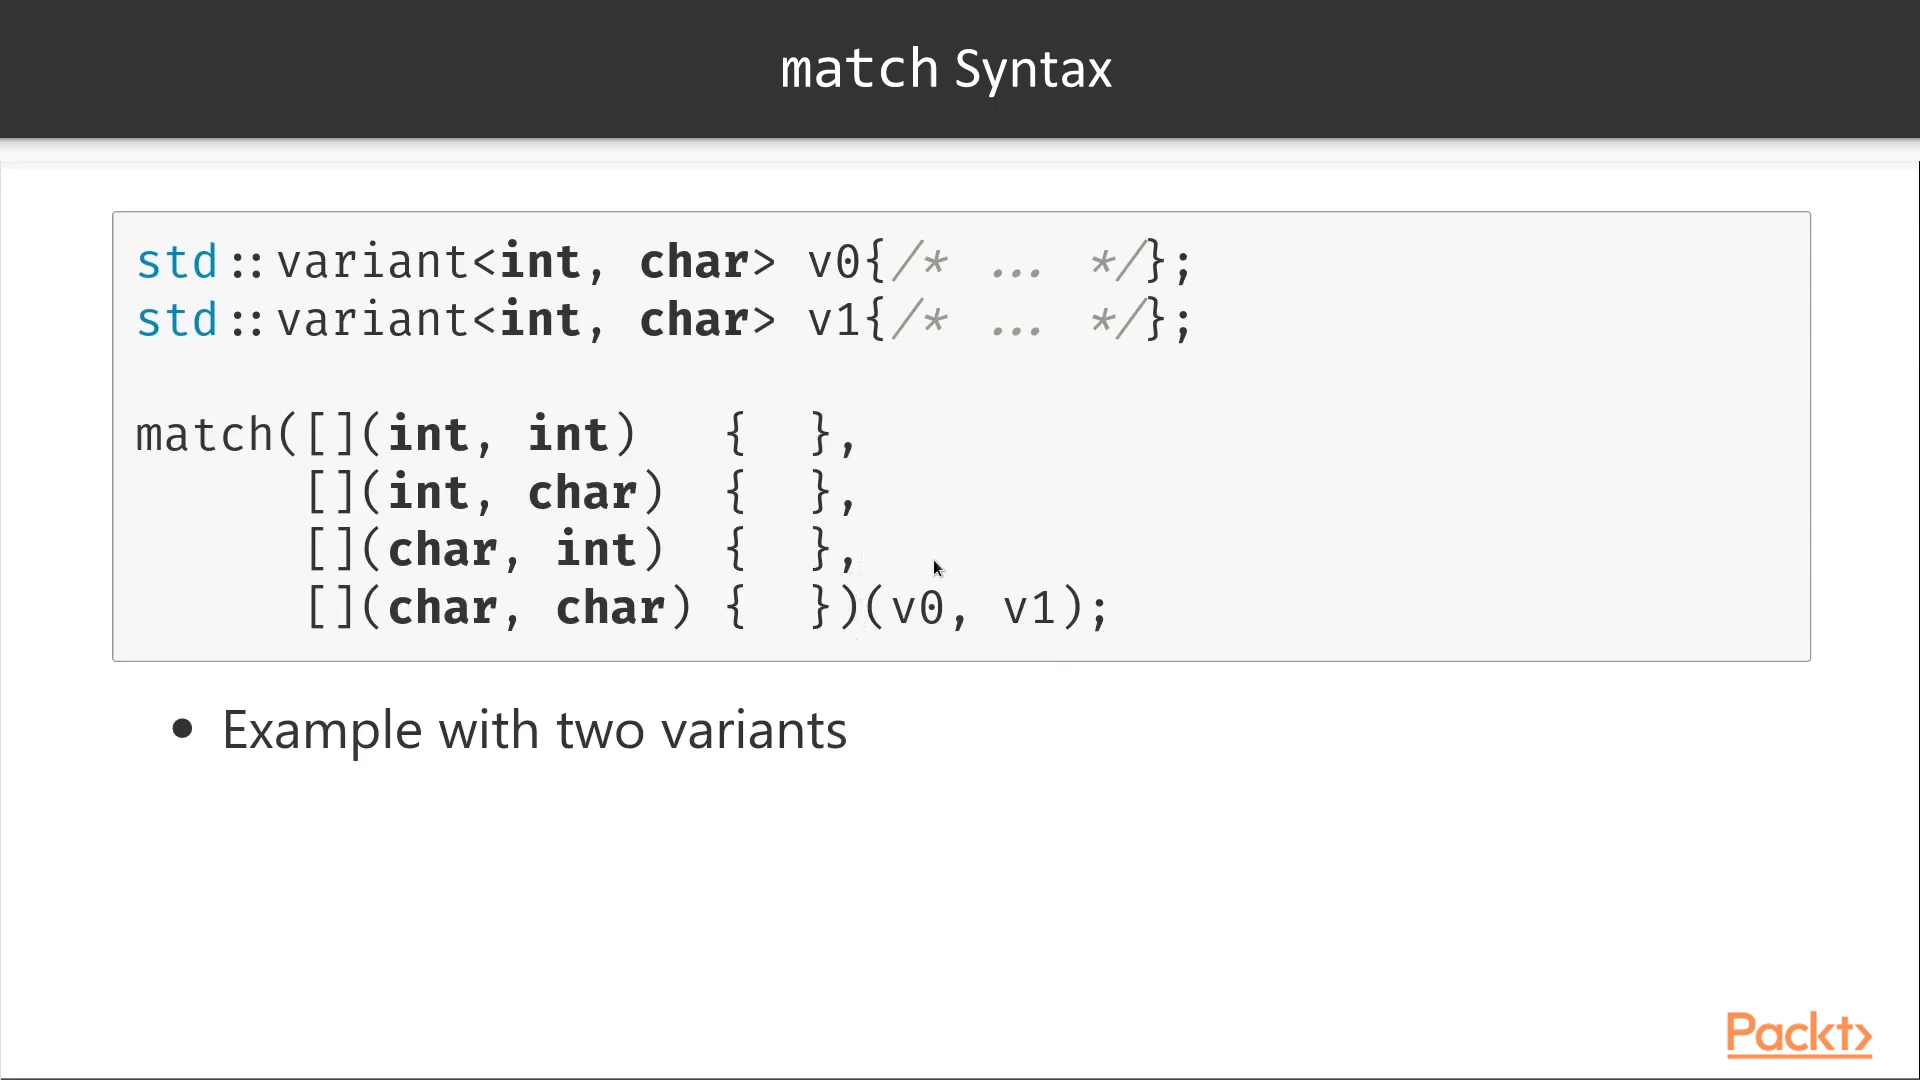 match Syntax
std::variant<int, char> v0{/* ... */};
std::variant<int, char> v1{/* ... */};
match([](int, int)   {  },
      [](int, char)  {  },
      [](char, int)  {  },
      [](char, char) {  })(v0, v1);
• Example with two variants
Packt>